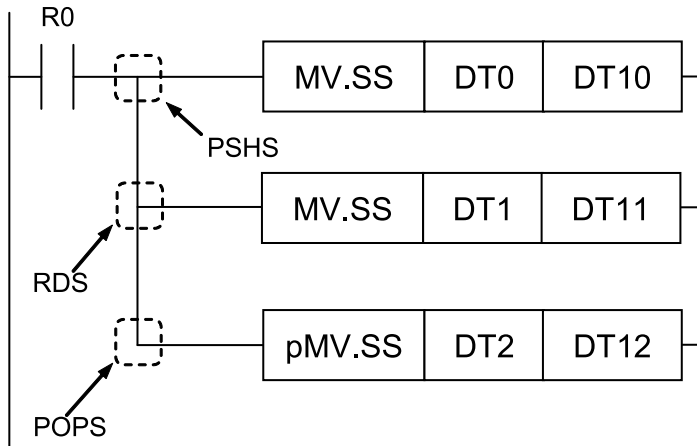 R0
MV.SS DT0 DT10
PSHS
MV.SS DT1 DT11
RDS
pMV.SS DT2 DT12
POPS